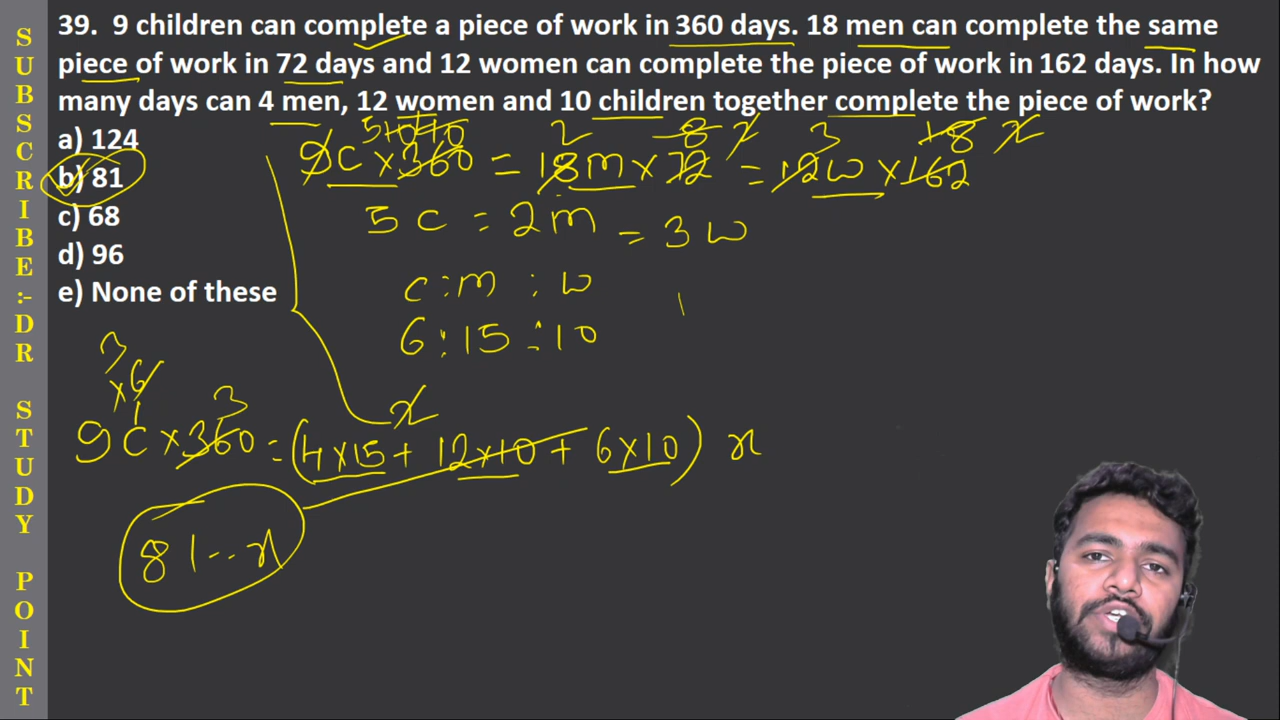 SUBSCRIBE:-DR STUDY POINT
39. 9 children can complete a piece of work in 360 days. 18 men can complete the same
piece of work in 72 days and 12 women can complete the piece of work in 162 days. In how
many days can 4 men, 12 women and 10 children together complete the piece of work?
a) 124
b) 81
c) 68
d) 96
e) None of these
9C × 360 = 18m × 72 = 12w × 162
5C = 2m = 3w
C : m : w
6 : 15 : 10
9C × 360 = (4×15 + 12×10 + 6×10) x
81 -- x